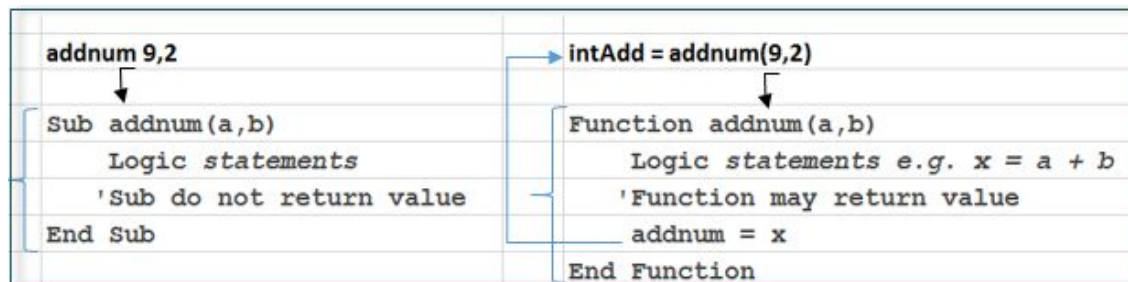 addnum 9,2
Sub addnum(a,b)
Logic statements
'Sub do not return value
End Sub
intAdd = addnum(9,2)
Function addnum(a,b)
Logic statements e.g. x = a + b
'Function may return value
addnum = x
End Function